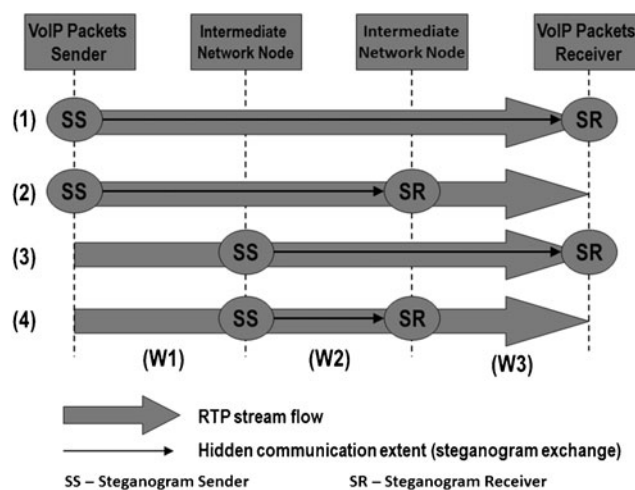 VoIP Packets Sender
Intermediate Network Node
Intermediate Network Node
VoIP Packets Receiver
(1) SS SR
(2) SS SR
(3) SS SR
(4) SS SR
(W1) (W2) (W3)
RTP stream flow
Hidden communication extent (steganogram exchange)
SS – Steganogram Sender SR – Steganogram Receiver